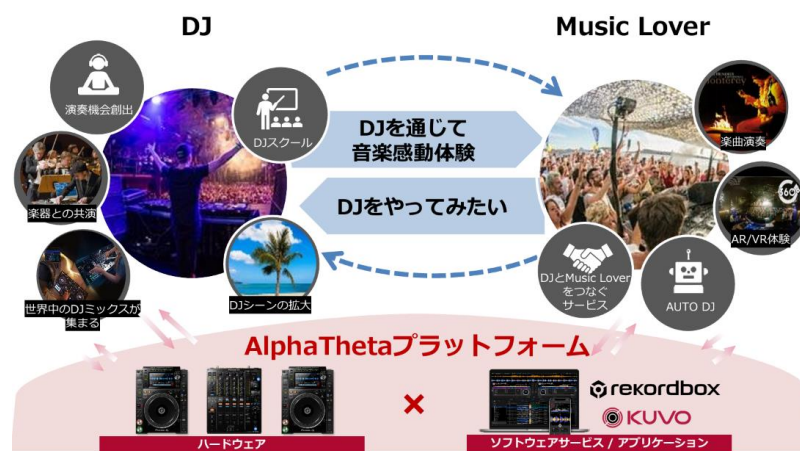 DJ
Music Lover
演奏機会創出
DJスクール
楽器との共演
世界中のDJミックスが
集まる
DJシーンの拡大
DJを通じて
音楽感動体験
DJをやってみたい
楽曲演奏
360
AR/VR体験
DJとMusic Lover
をつなぐ
サービス
AUTO DJ
AlphaThetaプラットフォーム
×
rekordbox
KUVO
ハードウェア
ソフトウェアサービス / アプリケーション